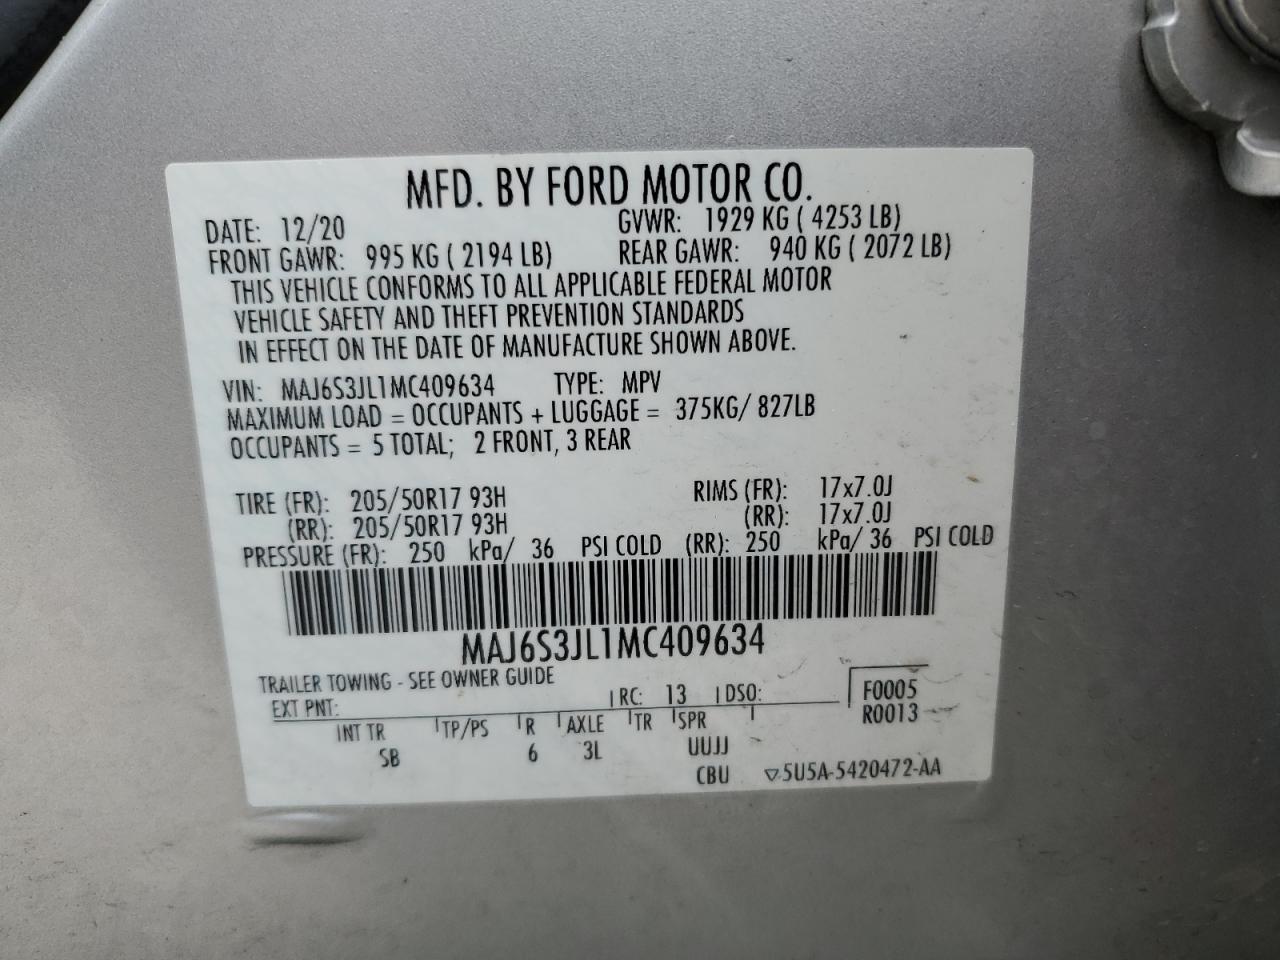 MFD. BY FORD MOTOR CO.
DATE: 12/20 GVWR: 1929 KG ( 4253 LB)
FRONT GAWR: 995 KG ( 2194 LB) REAR GAWR: 940 KG ( 2072 LB)
THIS VEHICLE CONFORMS TO ALL APPLICABLE FEDERAL MOTOR
VEHICLE SAFETY AND THEFT PREVENTION STANDARDS
IN EFFECT ON THE DATE OF MANUFACTURE SHOWN ABOVE.
VIN: MAJ6S3JL1MC409634 TYPE: MPV
MAXIMUM LOAD = OCCUPANTS + LUGGAGE = 375KG/ 827LB
OCCUPANTS = 5 TOTAL; 2 FRONT, 3 REAR
TIRE (FR): 205/50R17 93H RIMS (FR): 17x7.0J
(RR): 205/50R17 93H (RR): 17x7.0J
PRESSURE (FR): 250 kPa/ 36 PSI COLD (RR): 250 kPa/ 36 PSI COLD
MAJ6S3JL1MC409634
TRAILER TOWING - SEE OWNER GUIDE
EXT PNT: RC: 13 DSO: F0005
R0013
INT TR TP/PS R AXLE TR SPR
SB 6 3L UUJJ
CBU ▽5U5A-5420472-AA